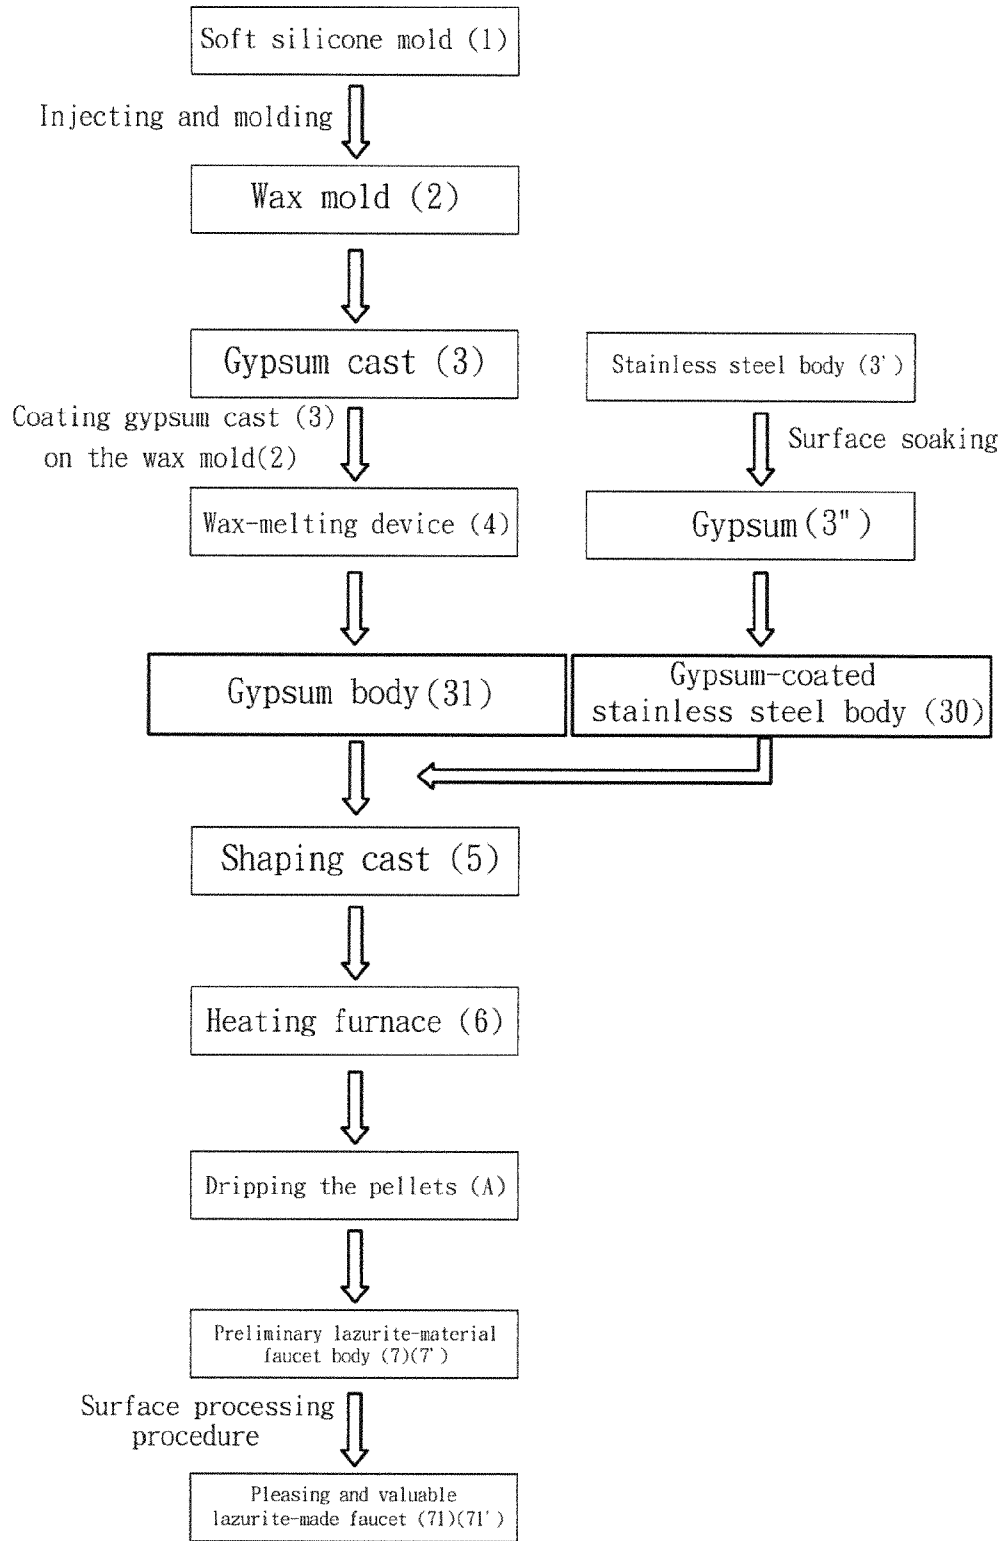 Soft silicone mold (1)
Injecting and molding
Wax mold (2)
Gypsum cast (3)
Stainless steel body (3')
Coating gypsum cast (3)
on the wax mold(2)
Surface soaking
Wax-melting device (4)
Gypsum(3")
Gypsum body(31)
Gypsum-coated
stainless steel body (30)
Shaping cast (5)
Heating furnace (6)
Dripping the pellets (A)
Preliminary lazurite-material
faucet body (7)(7')
Surface processing
procedure
Pleasing and valuable
lazurite-made faucet (71)(71')